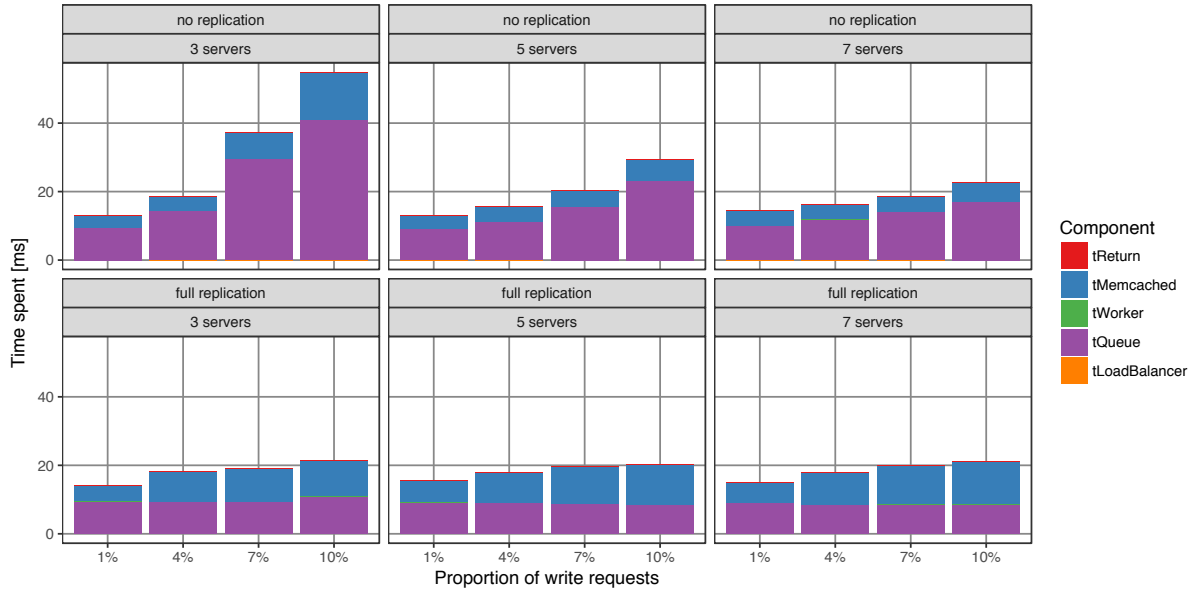 no replication
no replication
no replication
3 servers
5 servers
7 servers
40
20
0
full replication
full replication
full replication
3 servers
5 servers
7 servers
40
20
0
1%
4%
7%
10%
1%
4%
7%
10%
1%
4%
7%
10%
Proportion of write requests
Time spent [ms]
Component
tReturn
tMemcached
tWorker
tQueue
tLoadBalancer